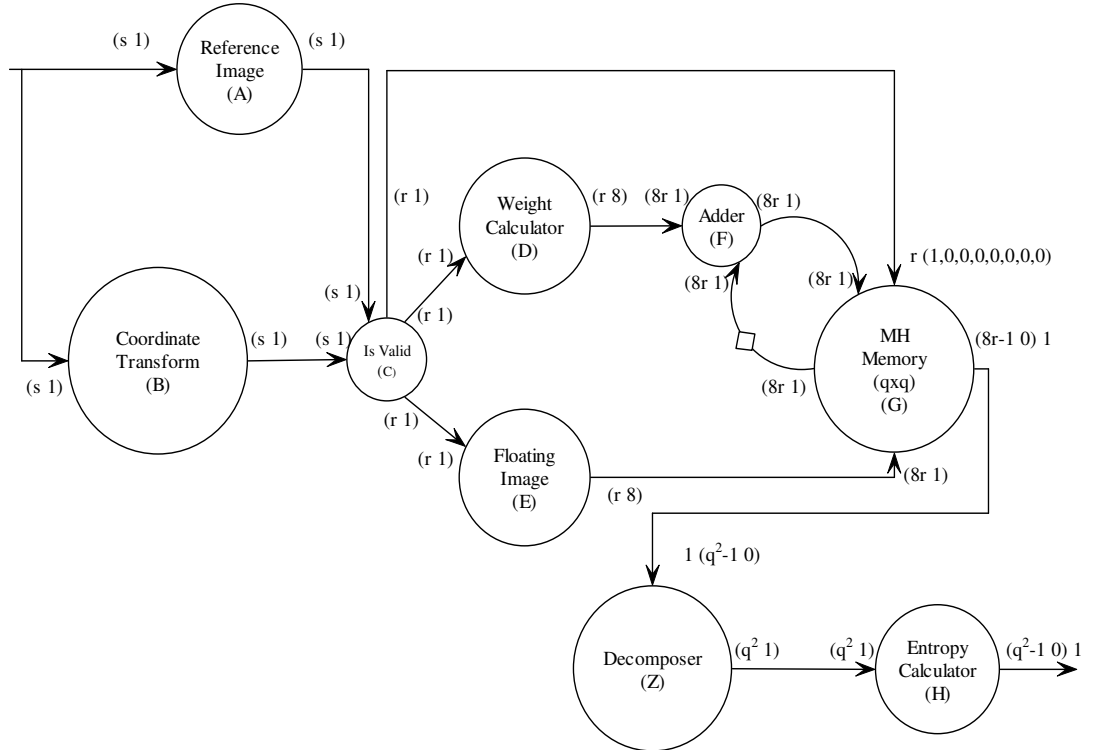 (s 1)
Reference
Image
(A)
(s 1)
(r 1)
Weight
Calculator
(D)
(r 8)
(8r 1)
Adder
(F)
(8r 1)
(r 1)
(8r 1)
(8r 1)
r (1,0,0,0,0,0,0,0)
Coordinate
Transform
(B)
(s 1)
(s 1)
(s 1)
(s 1)
(r 1)
Is Valid
(C)
MH
Memory
(qxq)
(G)
(8r-1 0) 1
(8r 1)
(r 1)
(r 1)
Floating
Image
(E)
(r 8)
(8r 1)
1 (q²-1 0)
Decomposer
(Z)
(q² 1)
(q² 1)
Entropy
Calculator
(H)
(q²-1 0) 1